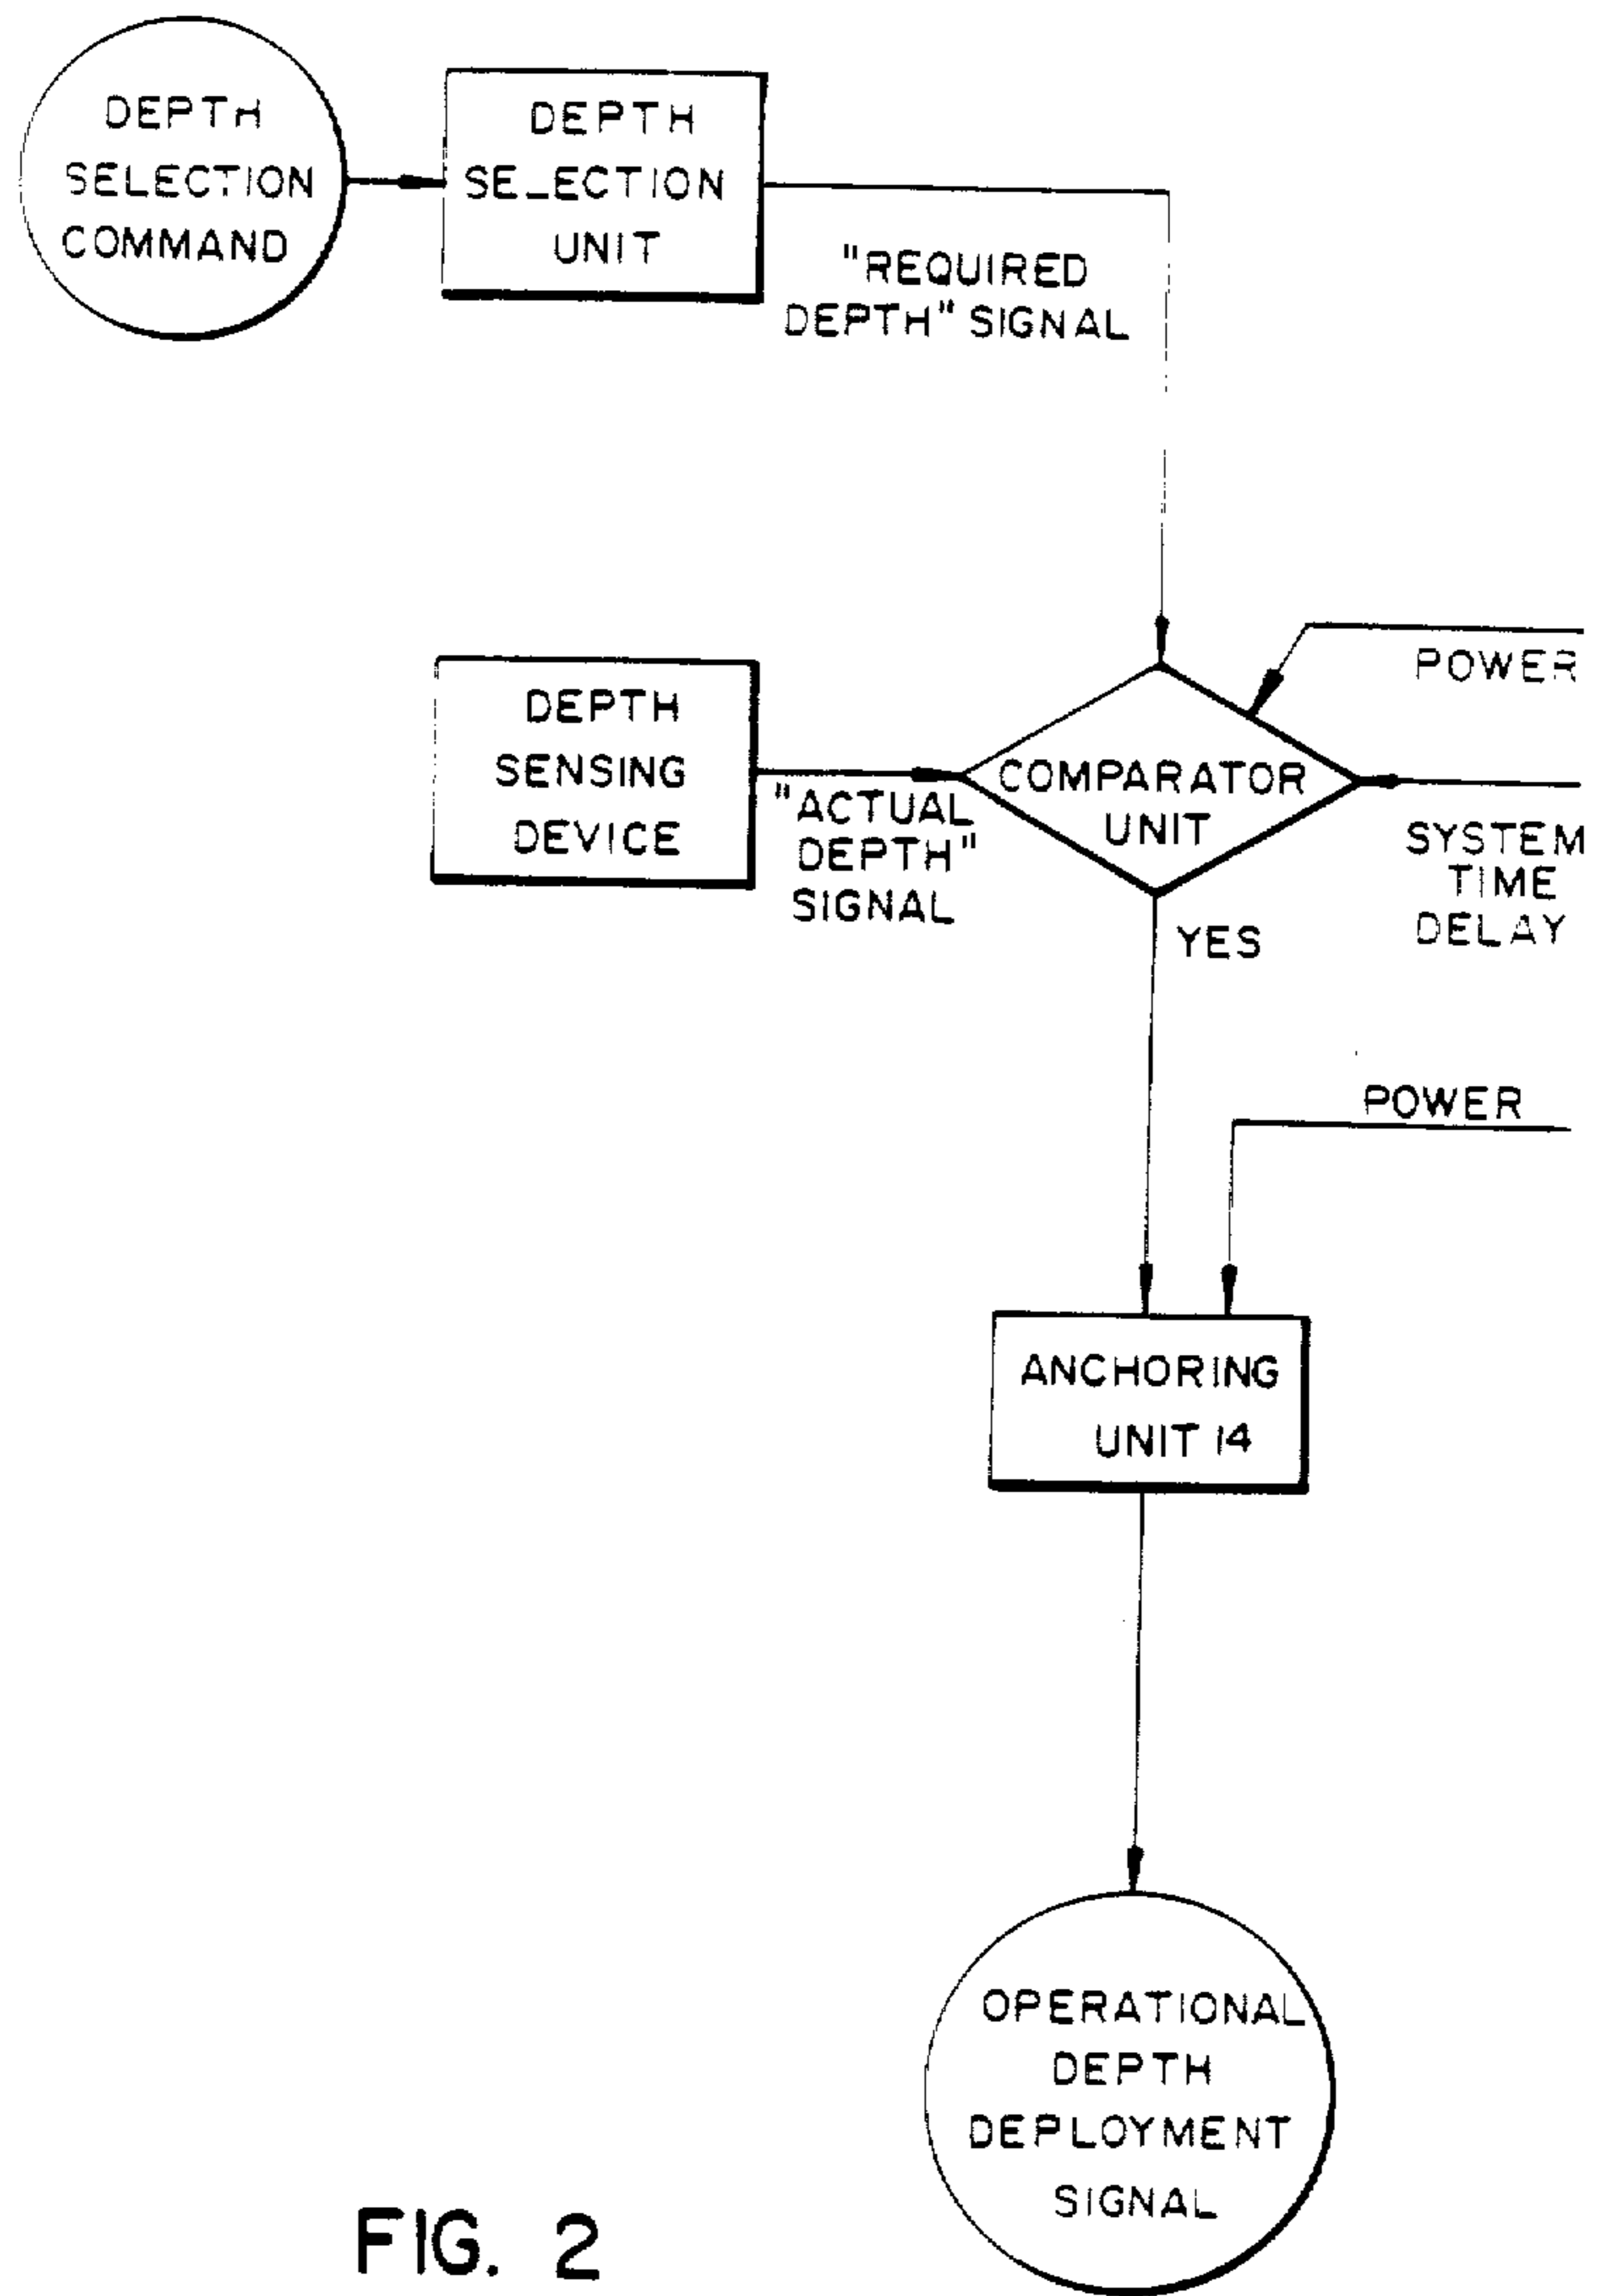 DEPTH
SELECTION
COMMAND
DEPTH
SELECTION
UNIT
"REQUIRED
DEPTH" SIGNAL
POWER
DEPTH
SENSING
DEVICE
"ACTUAL
DEPTH"
SIGNAL
COMPARATOR
UNIT
SYSTEM
TIME
DELAY
YES
POWER
ANCHORING
UNIT 14
OPERATIONAL
DEPTH
DEPLOYMENT
SIGNAL
FIG. 2